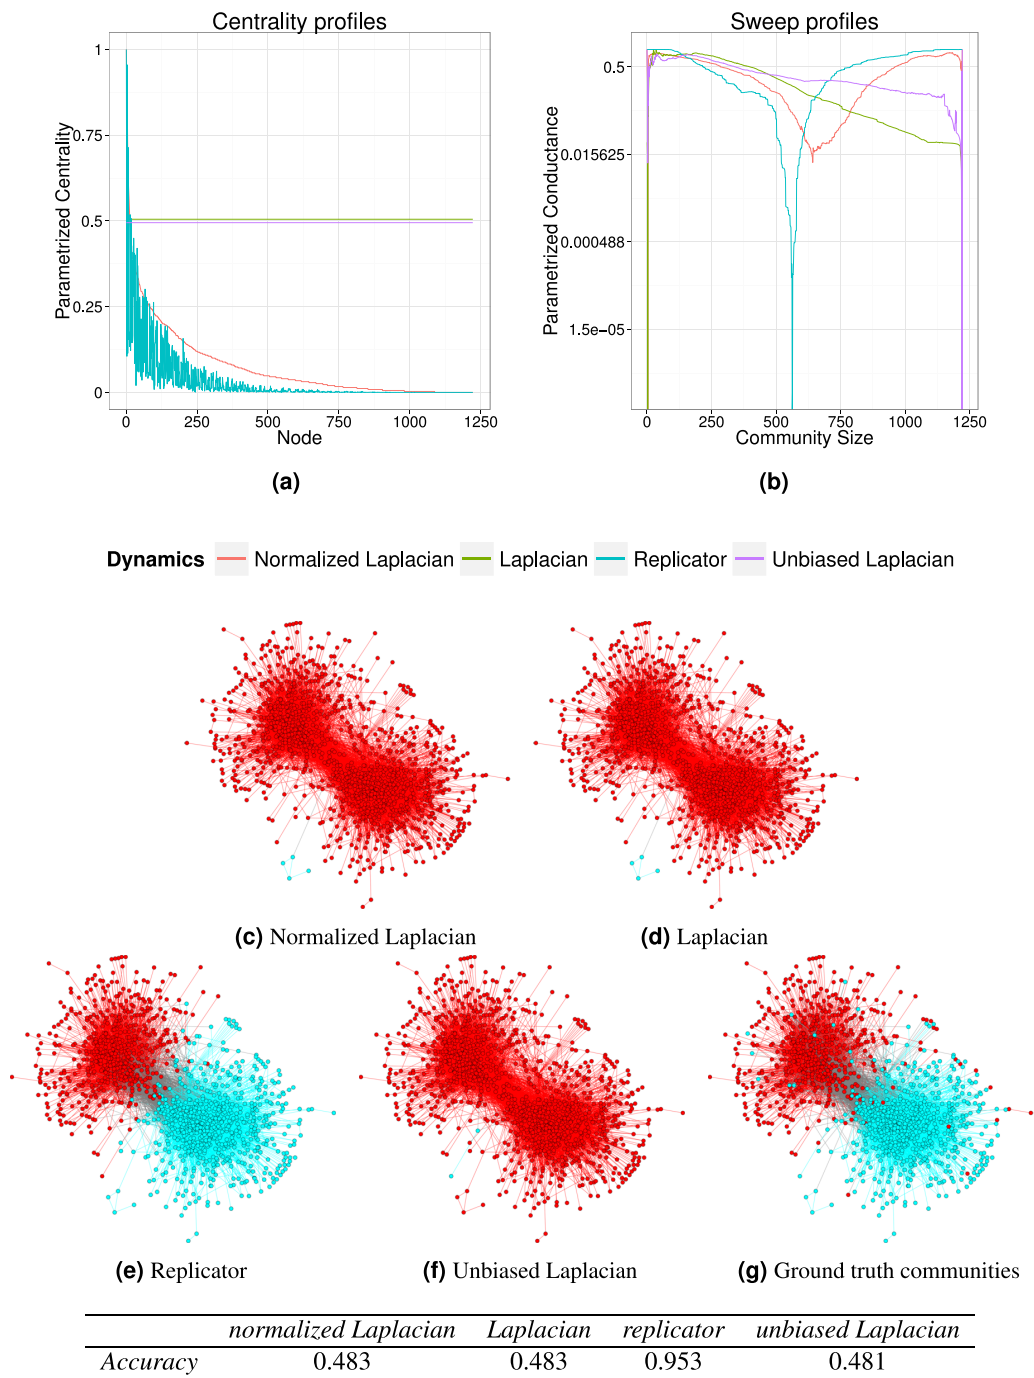 Centrality profiles
Parametrized Centrality
1
0.75
0.5
0.25
0
0 250 500 750 1000 1250
Node
(a)
Sweep profiles
Parametrized Conductance
0.5
0.015625
0.000488
1.5e−05
0 250 500 750 1000 1250
Community Size
(b)
Dynamics Normalized Laplacian Laplacian Replicator Unbiased Laplacian
(c) Normalized Laplacian
(d) Laplacian
(e) Replicator
(f) Unbiased Laplacian
(g) Ground truth communities
normalized Laplacian Laplacian replicator unbiased Laplacian
Accuracy 0.483 0.483 0.953 0.481